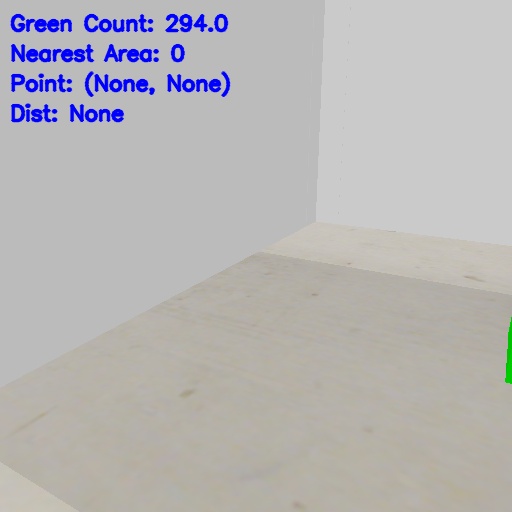 Green Count: 294.0
Nearest Area: 0
Point: (None, None)
Dist: None